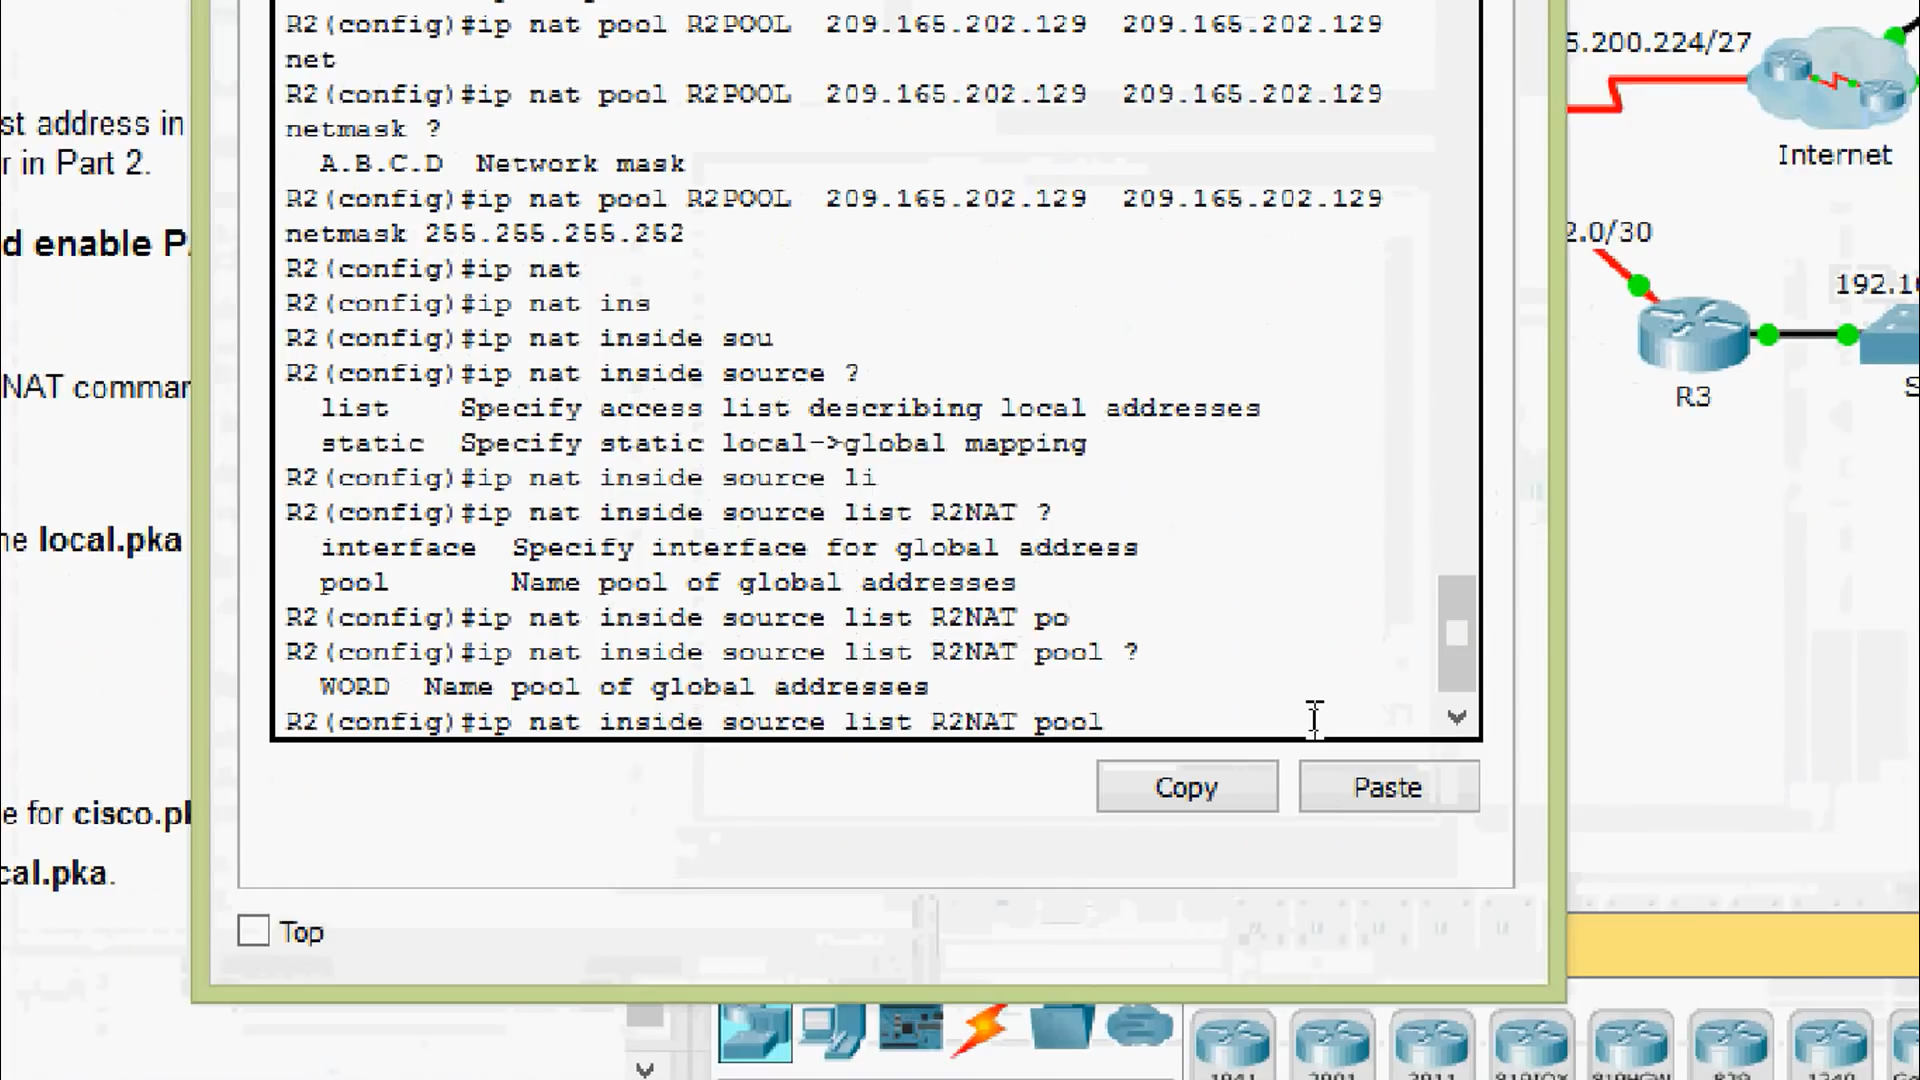 R2(config)#ip nat pool R2POOL  209.165.202.129  209.165.202.129
net
R2(config)#ip nat pool R2POOL  209.165.202.129  209.165.202.129
netmask ?
A.B.C.D  Network mask
R2(config)#ip nat pool R2POOL  209.165.202.129  209.165.202.129
netmask 255.255.255.252
R2(config)#ip nat
R2(config)#ip nat ins
R2(config)#ip nat inside sou
R2(config)#ip nat inside source ?
list    Specify access list describing local addresses
static  Specify static local->global mapping
R2(config)#ip nat inside source li
R2(config)#ip nat inside source list R2NAT ?
interface  Specify interface for global address
pool       Name pool of global addresses
R2(config)#ip nat inside source list R2NAT po
R2(config)#ip nat inside source list R2NAT pool ?
WORD  Name pool of global addresses
R2(config)#ip nat inside source list R2NAT pool
Copy
Paste
Top
st address in
r in Part 2.
d enable P
NAT comman
ne local.pka
e for cisco.pk
cal.pka.
5.200.224/27
Internet
2.0/30
192.1
R3
S
1941
2901
2911
819IOX
819HGW
829
1240